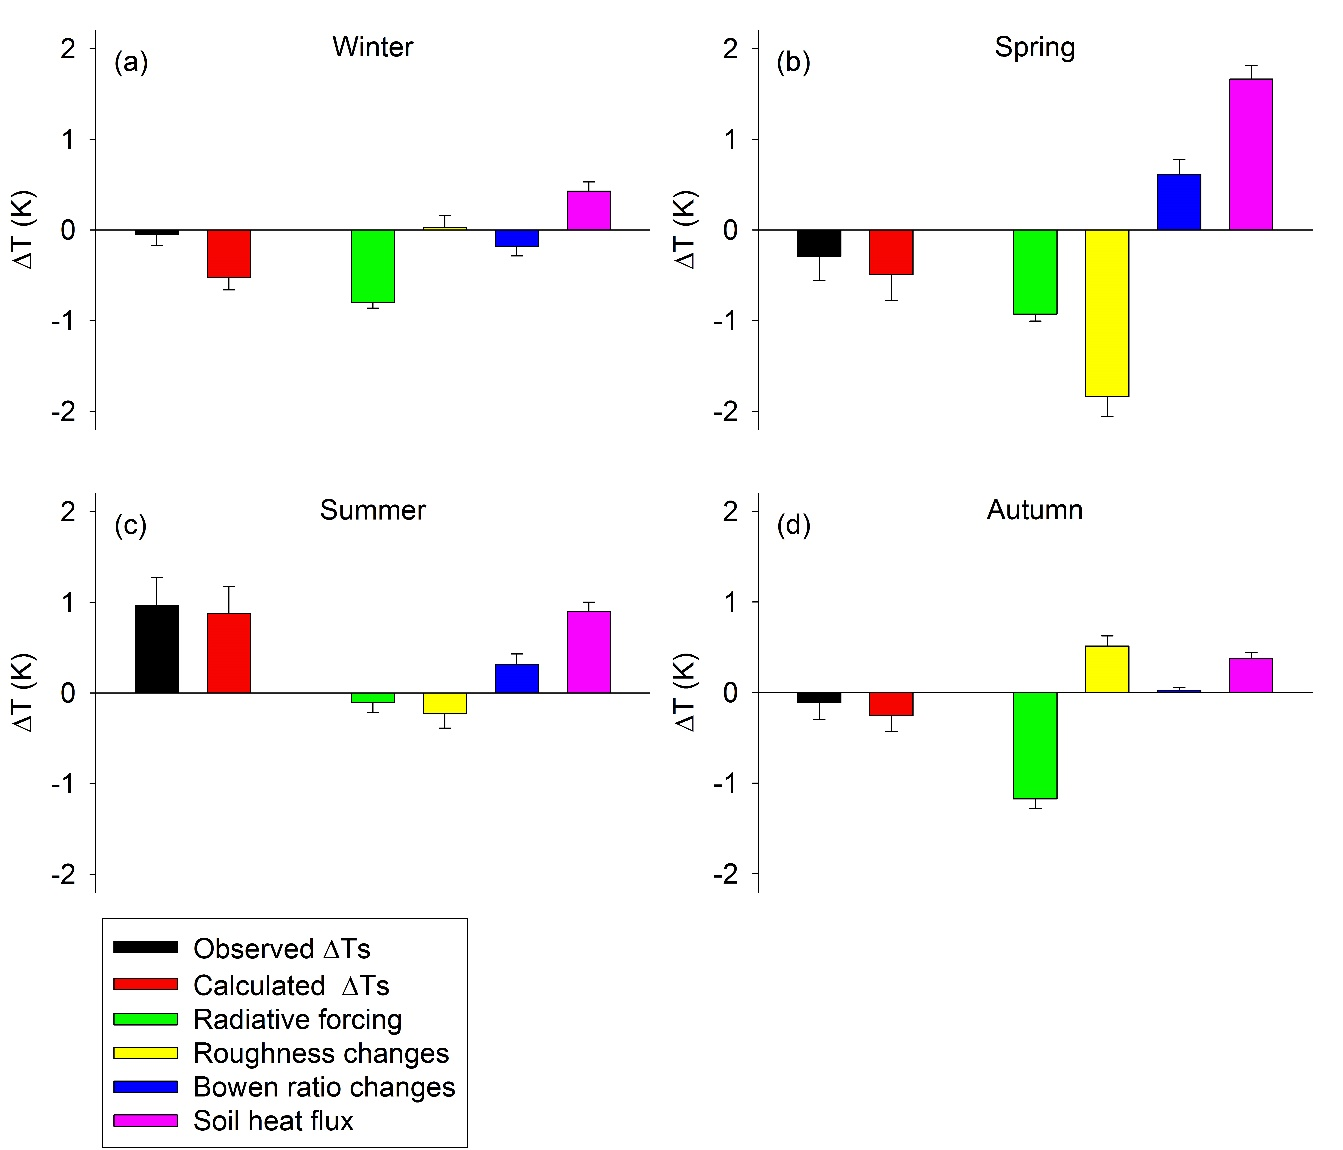 (a) Winter
2
1
0
-1
-2
ΔT (K)
(b) Spring
2
1
0
-1
-2
ΔT (K)
(c) Summer
2
1
0
-1
-2
ΔT (K)
(d) Autumn
2
1
0
-1
-2
ΔT (K)
Observed ΔTs
Calculated ΔTs
Radiative forcing
Roughness changes
Bowen ratio changes
Soil heat flux